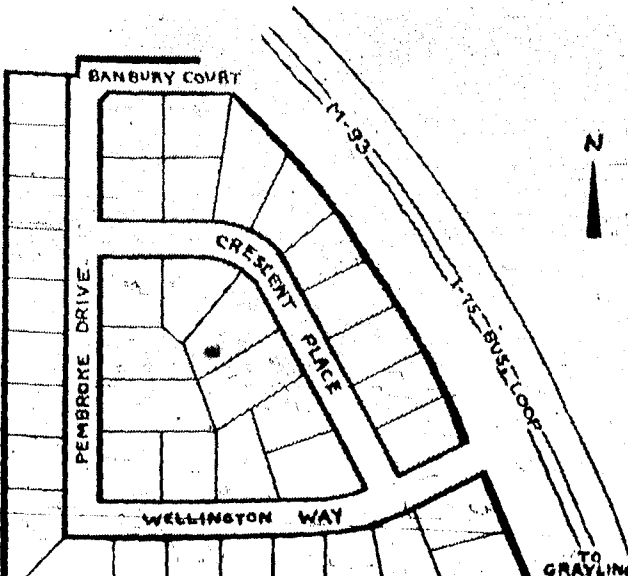 BANBURY COURT
M-93
N
CRESCENT PLACE
I-75 BUS. LOOP
PEMBROKE DRIVE
WELLINGTON WAY
TO
GRAYLING